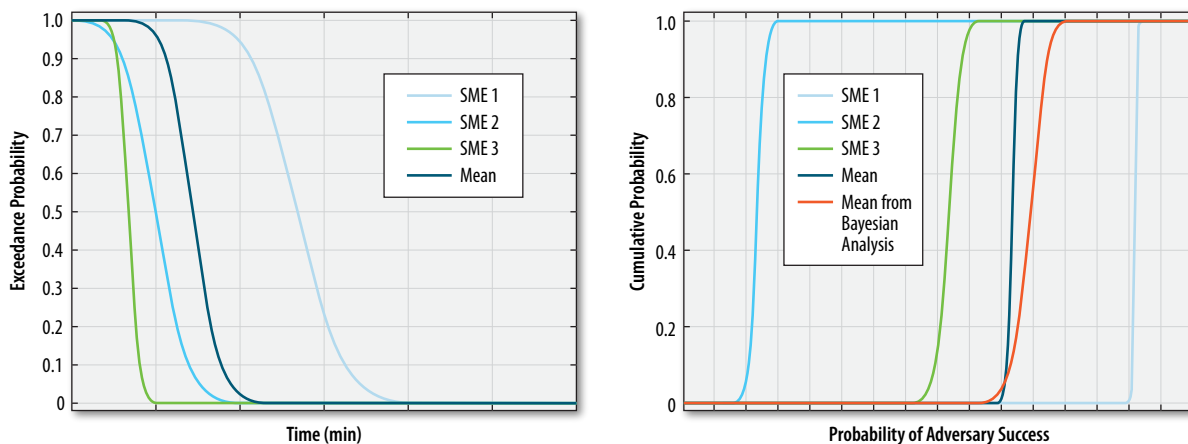 Exceedance Probability
1.0
0.9
0.8
0.7
0.6
0.5
0.4
0.3
0.2
0.1
0
SME 1
SME 2
SME 3
Mean
Time (min)
Cumulative Probability
1.0
0.8
0.6
0.4
0.2
0
SME 1
SME 2
SME 3
Mean
Mean from
Bayesian
Analysis
Probability of Adversary Success